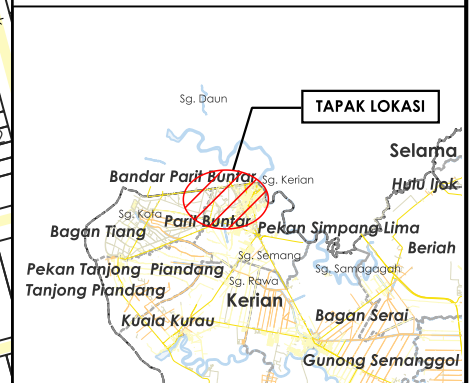 Sg. Daun
TAPAK LOKASI
Selama
Bandar Parit Buntar
Sg. Kerian
Hulu Ijok
Sg. Kota
Parit Buntar
Bagan Tiang
Pekan Simpang Lima
Beriah
Sg. Semang
Pekan Tanjong Piandang
Sg. Samagagah
Tanjong Piandang
Sg. Rawa
Kerian
Kuala Kurau
Bagan Serai
Gunong Semanggol